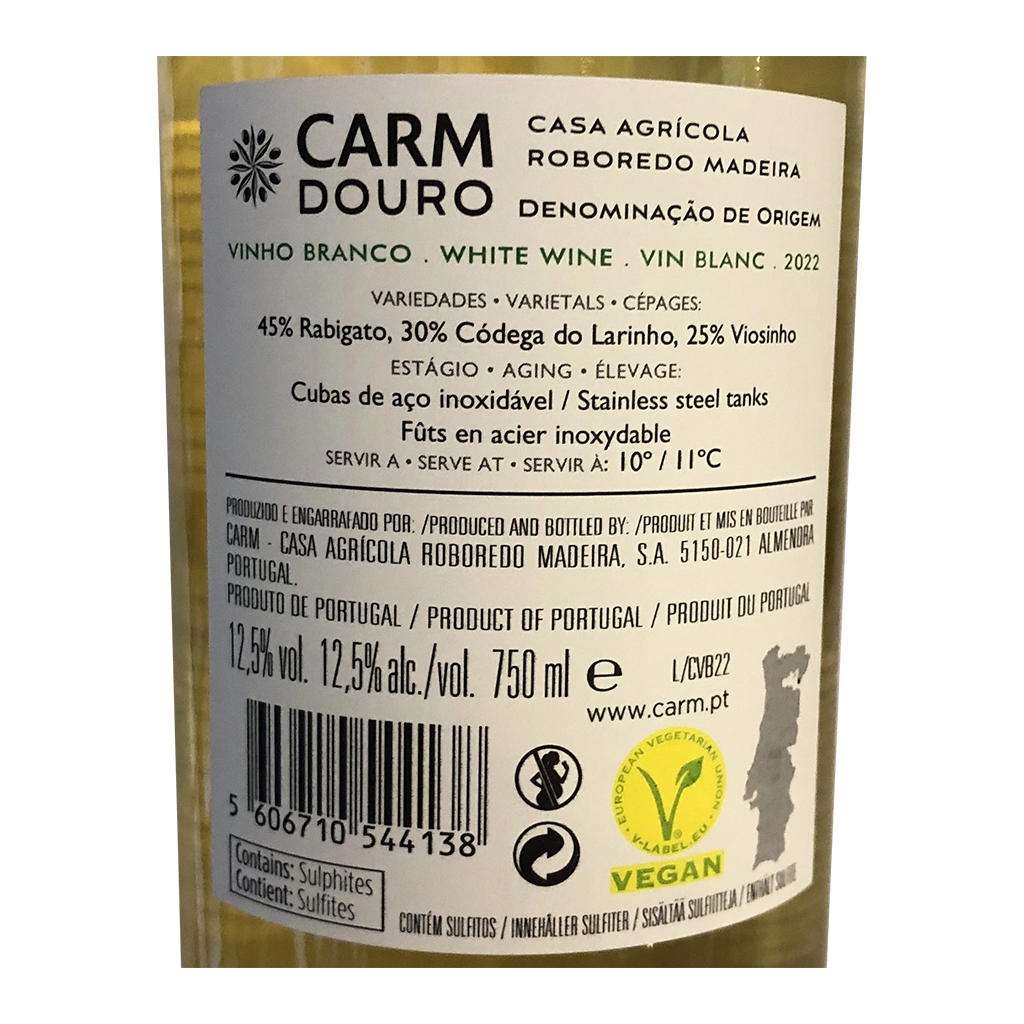 CARM
DOURO
CASA AGRÍCOLA
ROBOREDO MADEIRA
DENOMINAÇÃO DE ORIGEM
VINHO BRANCO . WHITE WINE . VIN BLANC . 2022
VARIEDADES • VARIETALS • CÉPAGES:
45% Rabigato, 30% Códega do Larinho, 25% Viosinho
ESTÁGIO • AGING • ÉLEVAGE:
Cubas de aço inoxidável / Stainless steel tanks
Fûts en acier inoxydable
SERVIR A • SERVE AT • SERVIR À: 10º / 11ºC
PRODUZIDO E ENGARRAFADO POR: /PRODUCED AND BOTTLED BY: /PRODUIT ET MIS EN BOUTEILLE PAR:
CARM - CASA AGRÍCOLA ROBOREDO MADEIRA, S.A. 5150-021 ALMENDRA
PORTUGAL.
PRODUTO DE PORTUGAL / PRODUCT OF PORTUGAL / PRODUIT DU PORTUGAL
12,5% vol. 12,5% alc./vol. 750 ml e L/CVB22
www.carm.pt
EUROPEAN VEGETARIAN UNION
V-LABEL.EU
VEGAN
5 606710 544138
Contains: Sulphites
Contient: Sulfites
CONTÉM SULFITOS / INNEHÅLLER SULFITER / SISÄLTÄÄ SULFIITTEJA / ENTHÄLT SULFITE